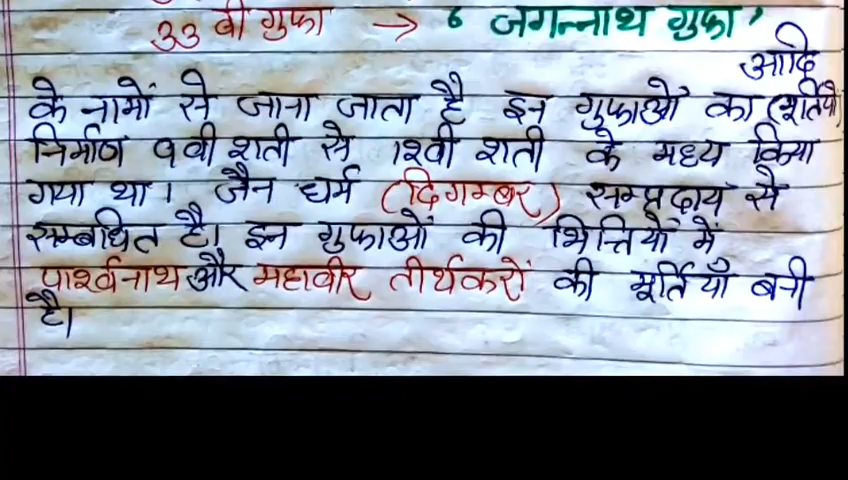 33 वी गुफा → ' जगन्नाथ गुफा '
आदि
के नामों से जाना जाता है इन गुफाओं का (मूर्तियों)
निर्माण 9वी शती से 12वी शती के मध्य किया
गया था। जैन धर्म (दिगम्बर) सम्प्रदाय से
सम्बधित है। इन गुफाओं की भित्तियों में
पार्श्वनाथ और महावीर तीर्थकरों की मूर्तियाँ बनी
है।